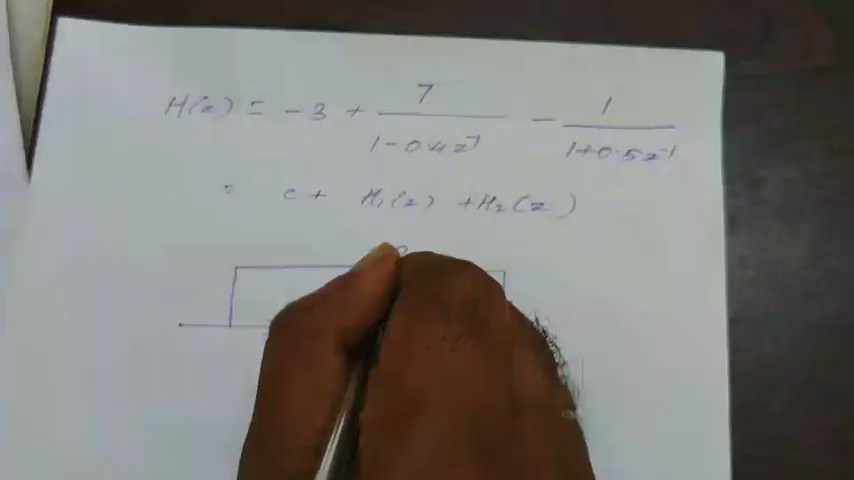 H(z) = -3 + 7/(1-0.4z⁻¹) - 1/(1+0.5z⁻¹)
= c + H₁(z) + H₂(z)